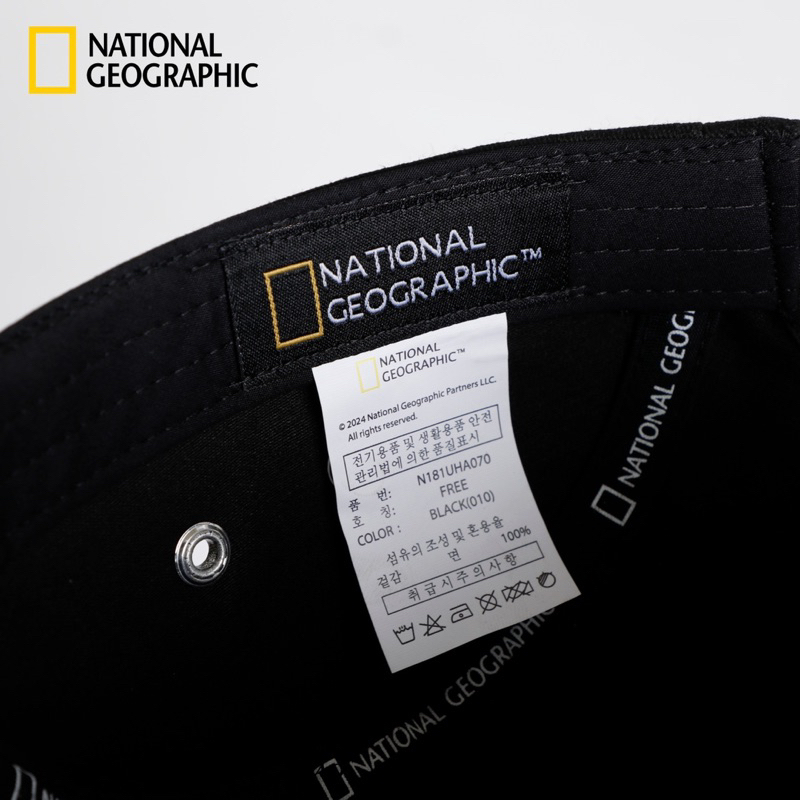 NATIONAL
GEOGRAPHIC
NATIONAL
GEOGRAPHIC™
NATIONAL
GEOGRAPHIC™
© 2024 National Geographic Partners LLC.
All rights reserved.
전기용품 및 생활용품 안전
관리법에 의한 품질표시
품 번: N181UHA070
호 칭: FREE
COLOR : BLACK(010)
섬유의 조성 및 혼용율
겉감 면 100%
취급시주의사항
NATIONAL GEOG
NATIONAL GEOGRAPHIC